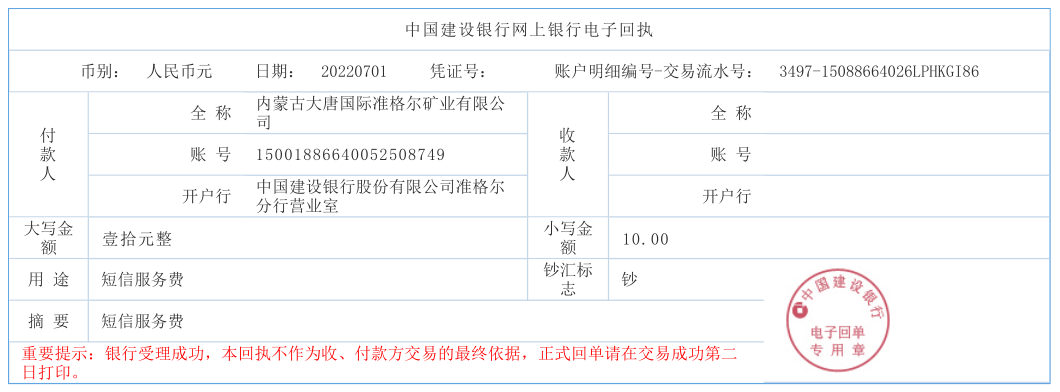 中国建设银行网上银行电子回执
币别： 人民币元 日期： 20220701 凭证号： 账户明细编号-交易流水号： 3497-15088664026LPHKGI86
付款人
全 称 内蒙古大唐国际准格尔矿业有限公
司
账 号 15001886640052508749
开户行 中国建设银行股份有限公司准格尔
分行营业室
收款人
全 称
账 号
开户行
大写金
额
壹拾元整
小写金
额
10.00
用 途 短信服务费
钞汇标
志
钞
摘 要 短信服务费
中国建设银行
电子回单
专用章
重要提示：银行受理成功，本回执不作为收、付款方交易的最终依据，正式回单请在交易成功第二
日打印。